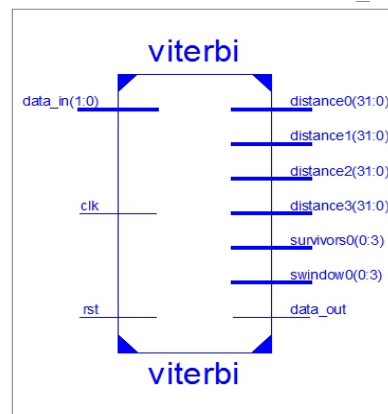 viterbi
data_in(1:0)
distance0(31:0)
distance1(31:0)
distance2(31:0)
clk
distance3(31:0)
survivors0(0:3)
swindow0(0:3)
rst
data_out
viterbi